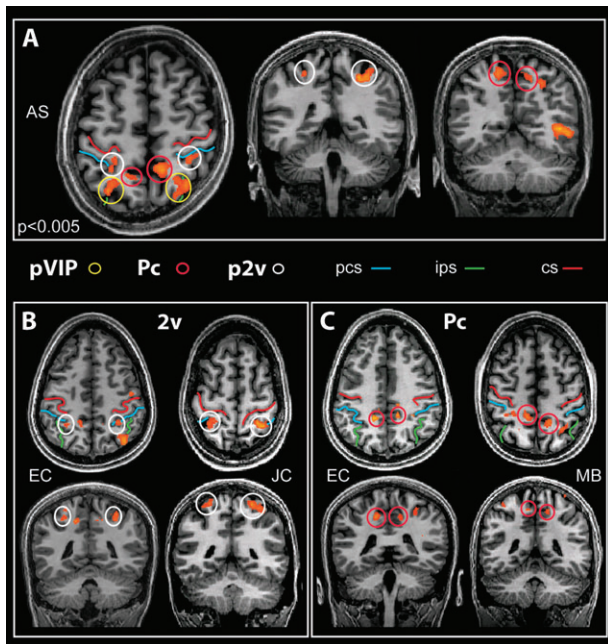 A
AS
p<0.005
pVIP Pc p2v pcs ips cs
B 2v
EC JC
C Pc
EC MB